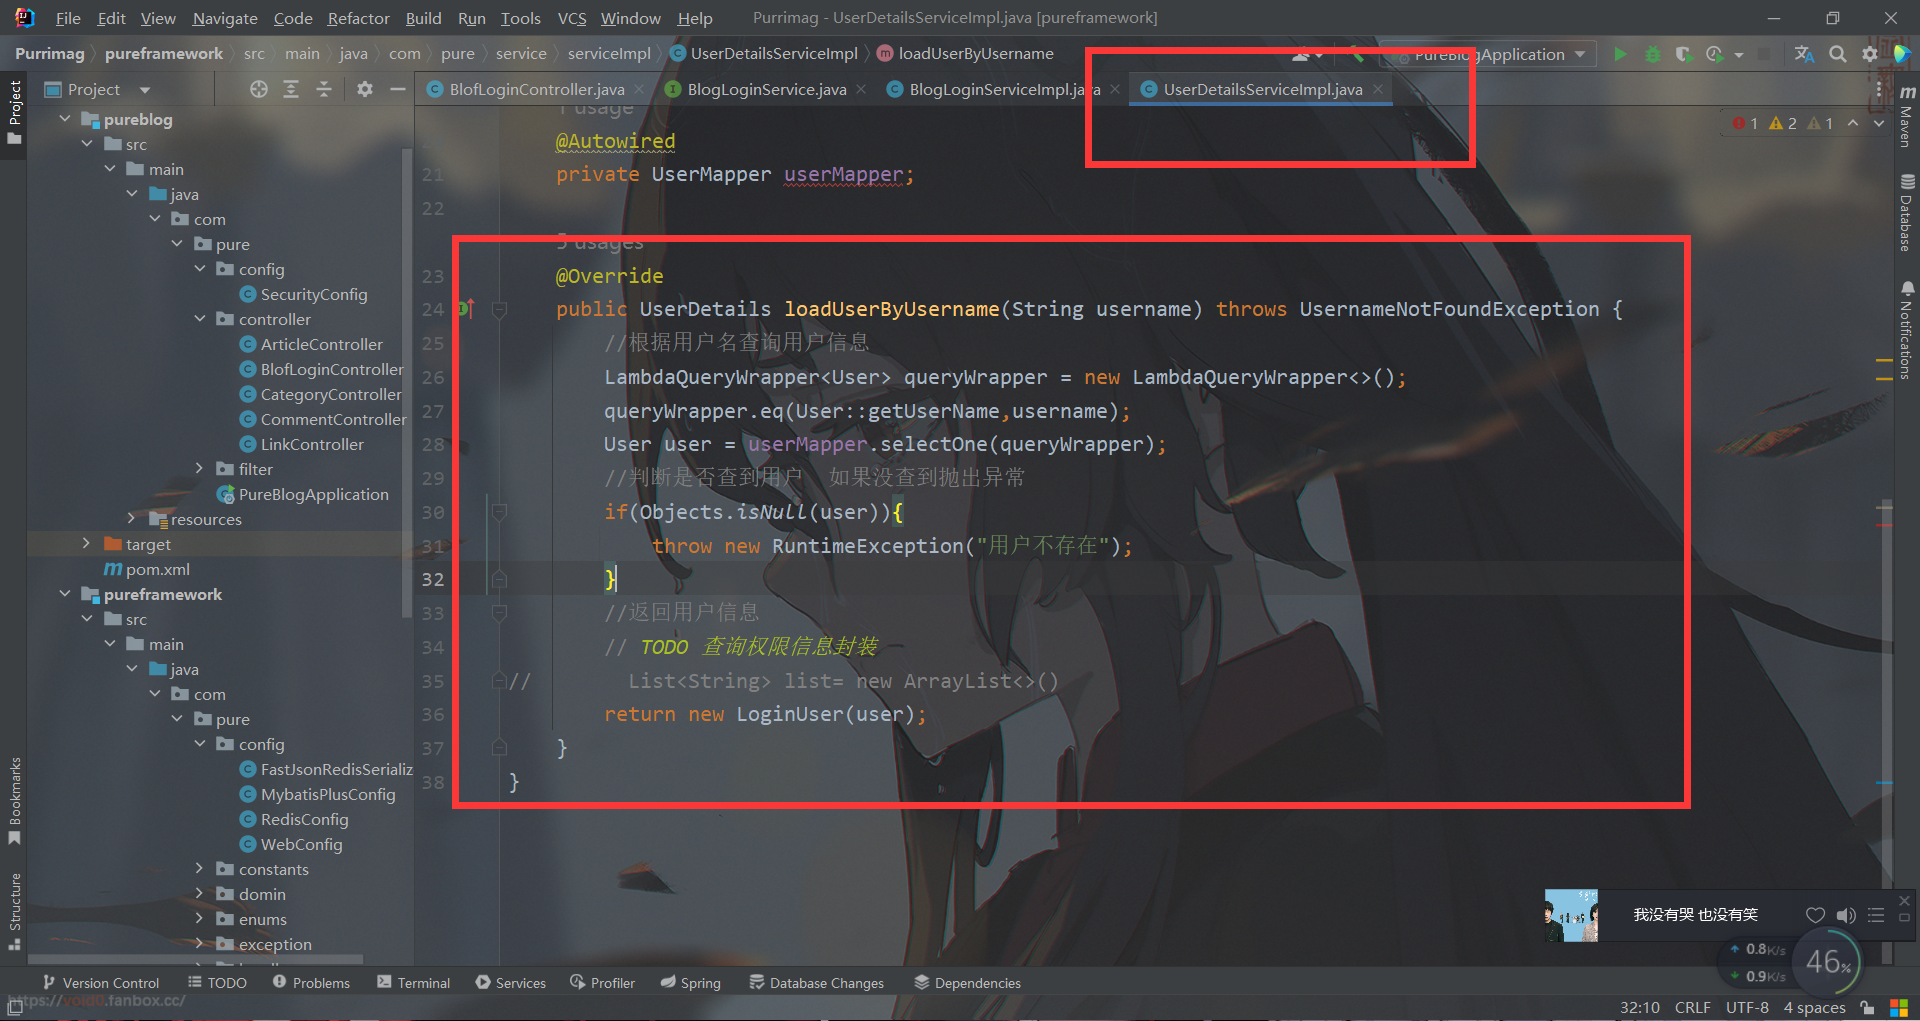 File Edit View Navigate Code Refactor Build Run Tools VCS Window Help Purrimag - UserDetailsServiceImpl.java [pureframework]
Purrimag pureframework src main java com pure service serviceImpl UserDetailsServiceImpl loadUserByUsername PureBlogApplication
Project BlofLoginController.java BlogLoginService.java BlogLoginServiceImpl.java UserDetailsServiceImpl.java
1 usage
1 2 1
@Autowired
21 private UserMapper userMapper;
22
5 usages
23 @Override
24 public UserDetails loadUserByUsername(String username) throws UsernameNotFoundException {
25 //根据用户名查询用户信息
26 LambdaQueryWrapper<User> queryWrapper = new LambdaQueryWrapper<>();
27 queryWrapper.eq(User::getUserName,username);
28 User user = userMapper.selectOne(queryWrapper);
29 //判断是否查到用户 如果没查到抛出异常
30 if(Objects.isNull(user)){
31 throw new RuntimeException("用户不存在");
32 }
33 //返回用户信息
34 // TODO 查询权限信息封装
35 // List<String> list= new ArrayList<>()
36 return new LoginUser(user);
37 }
38 }
pureblog
src
main
java
com
pure
config
SecurityConfig
controller
ArticleController
BlofLoginController
CategoryController
CommentController
LinkController
filter
PureBlogApplication
resources
target
pom.xml
pureframework
src
main
java
com
pure
config
FastJsonRedisSerializ
MybatisPlusConfig
RedisConfig
WebConfig
constants
domin
enums
exception
Project
Bookmarks
Structure
Maven
Database
Notifications
我没有哭 也没有笑
0.8K/s
0.9K/s
46%
Version Control TODO Problems Terminal Services Profiler Spring Database Changes Dependencies
https://void0.fanbox.cc/
32:10 CRLF UTF-8 4 spaces